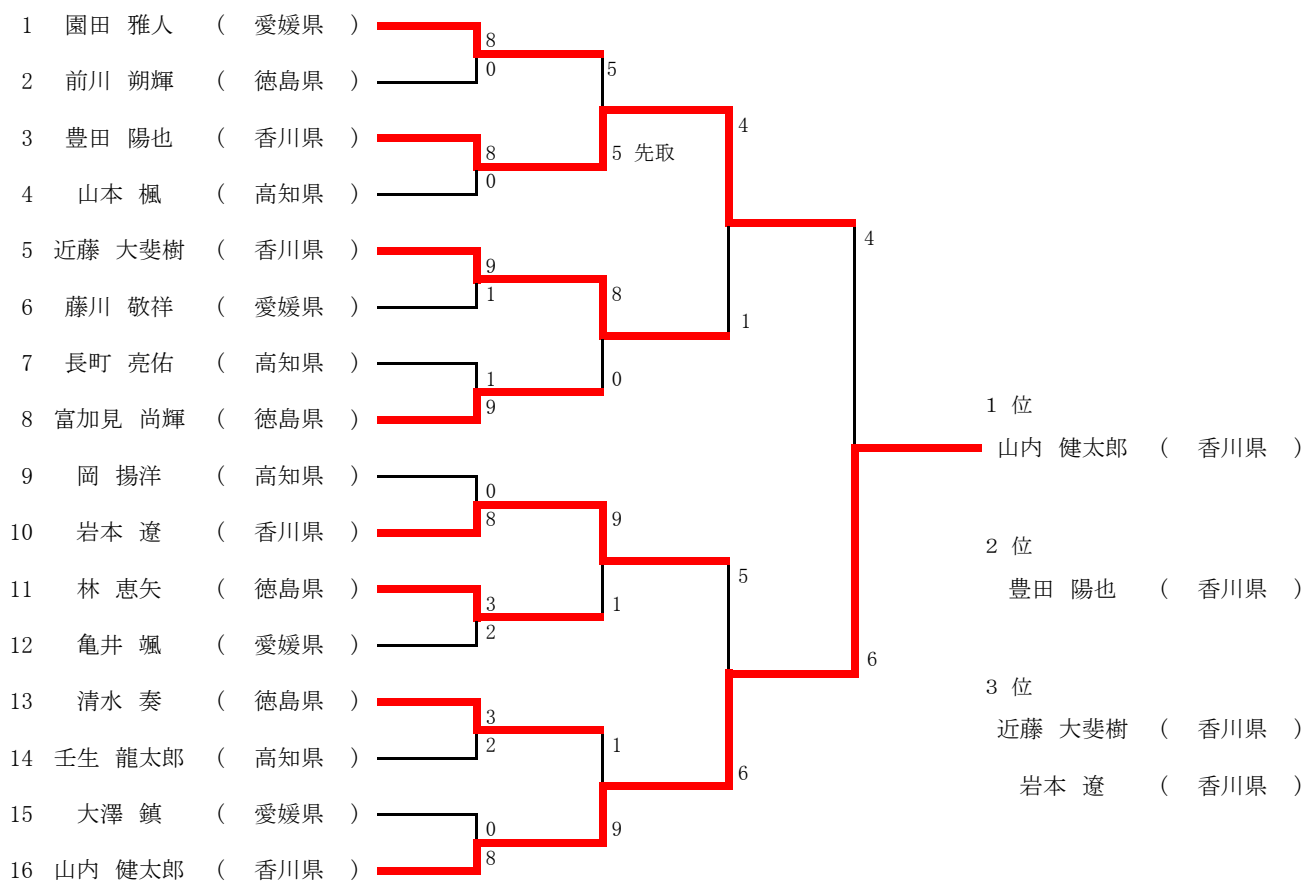 1 園田 雅人 ( 愛媛県 )
8
0
2 前川 朔輝 ( 徳島県 )
5
3 豊田 陽也 ( 香川県 )
8
0
5 先取
4
4 山本 楓 ( 高知県 )
4
5 近藤 大斐樹 ( 香川県 )
9
1
8
6 藤川 敬祥 ( 愛媛県 )
1
7 長町 亮佑 ( 高知県 )
1
9
0
8 富加見 尚輝 ( 徳島県 )
1 位
山内 健太郎 ( 香川県 )
9 岡 揚洋 ( 高知県 )
0
8
9
10 岩本 遼 ( 香川県 )
2 位
豊田 陽也 ( 香川県 )
5
11 林 恵矢 ( 徳島県 )
3
2
1
12 亀井 颯 ( 愛媛県 )
6
3 位
近藤 大斐樹 ( 香川県 )
岩本 遼 ( 香川県 )
13 清水 奏 ( 徳島県 )
3
2
1
14 壬生 龍太郎 ( 高知県 )
6
15 大澤 鎮 ( 愛媛県 )
0
8
9
16 山内 健太郎 ( 香川県 )